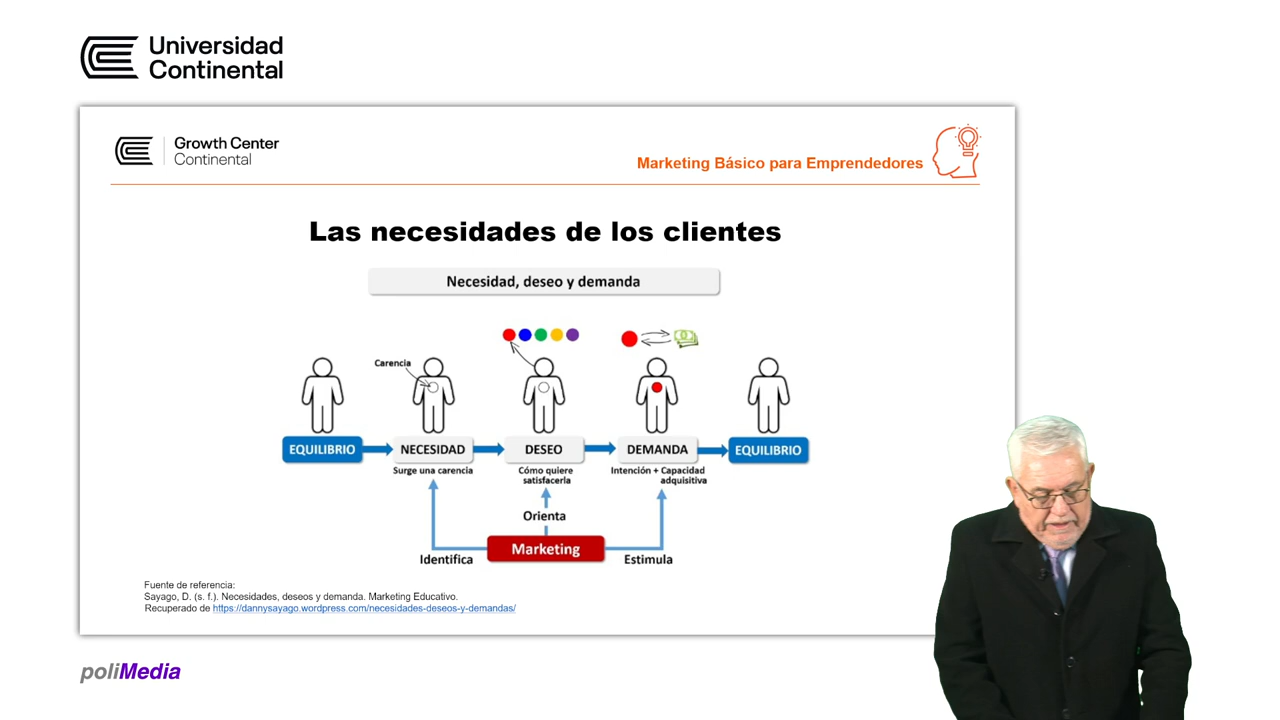 Universidad
Continental
Growth Center
Continental
Marketing Básico para Emprendedores
Las necesidades de los clientes
Necesidad, deseo y demanda
Carencia
EQUILIBRIO
NECESIDAD
DESEO
DEMANDA
EQUILIBRIO
Surge una carencia
Cómo quiere
satisfacerla
Intención + Capacidad
adquisitiva
Orienta
Marketing
Identifica
Estimula
Fuente de referencia:
Sayago, D. (s. f.). Necesidades, deseos y demanda. Marketing Educativo.
Recuperado de https://dannysayago.wordpress.com/necesidades-deseos-y-demandas/
poliMedia